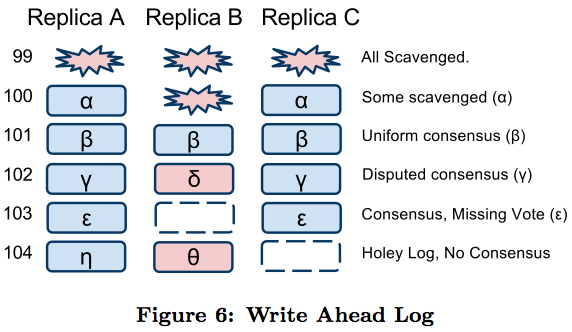 Replica A Replica B Replica C
99 All Scavenged.
100 α α Some scavenged (α)
101 β β β Uniform consensus (β)
102 γ δ γ Disputed consensus (γ)
103 ε ε Consensus, Missing Vote (ε)
104 η θ Holey Log, No Consensus
Figure 6: Write Ahead Log